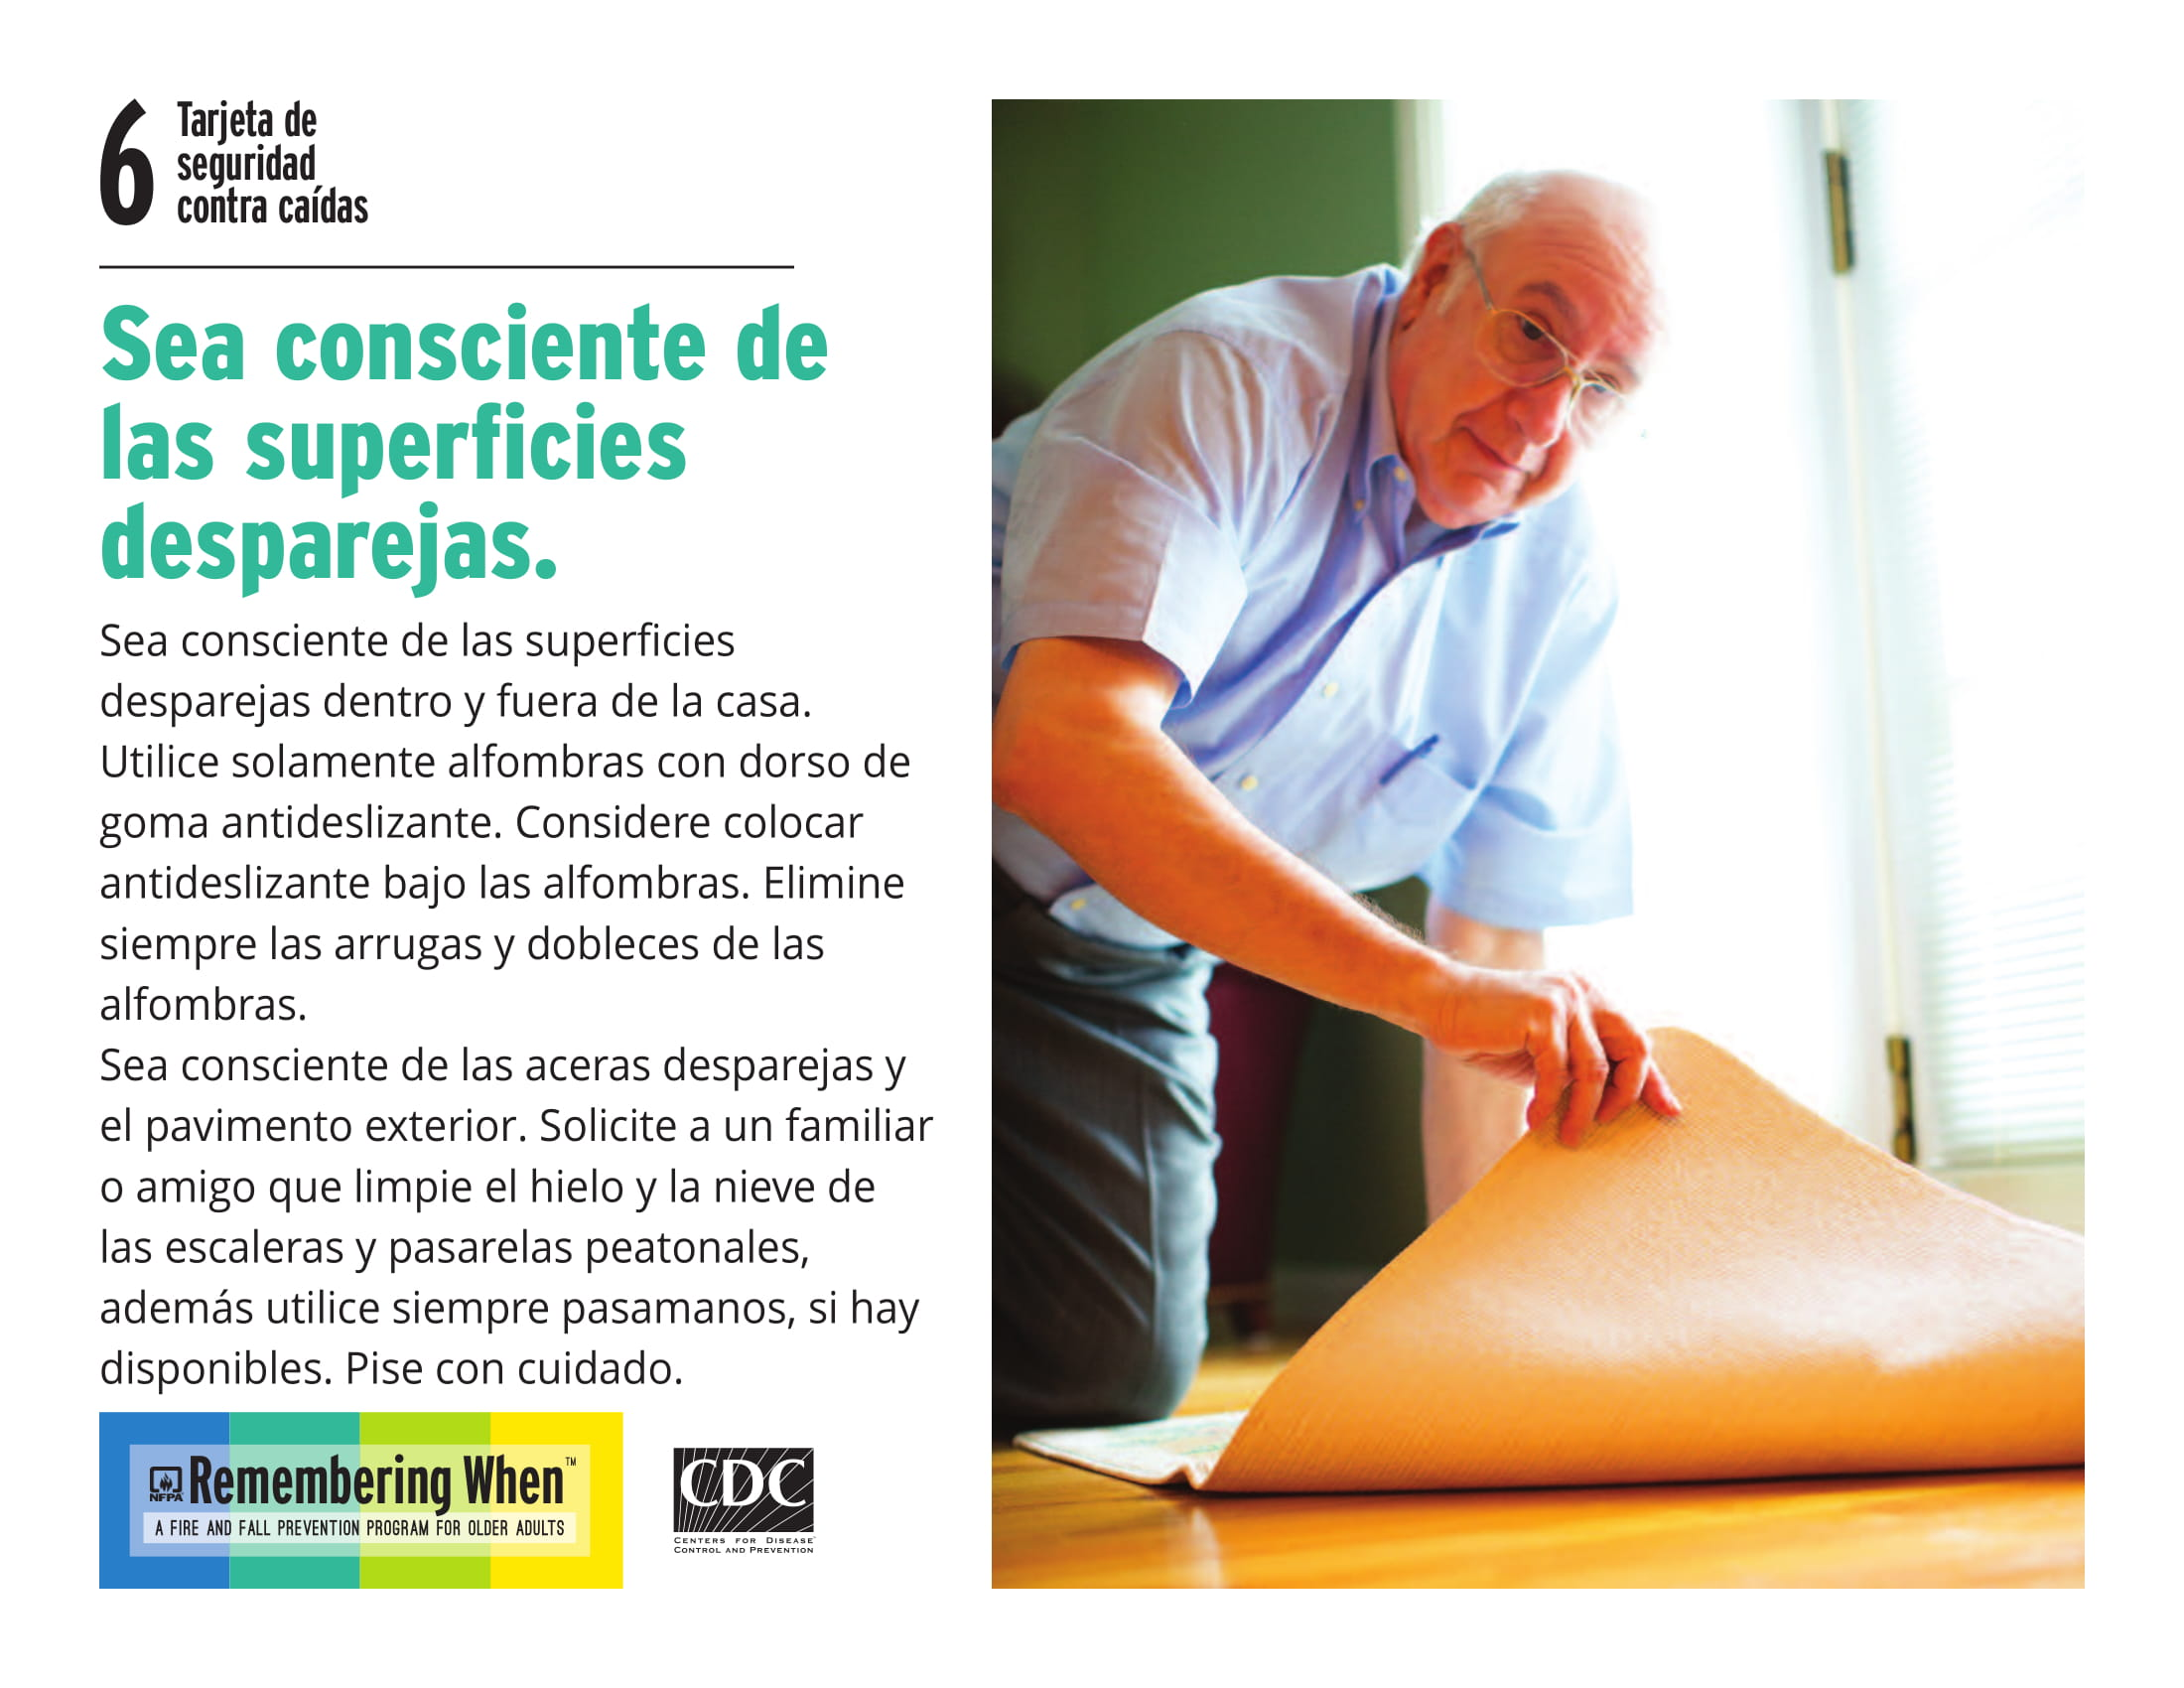 6
Tarjeta de
seguridad
contra caídas
Sea consciente de
las superficies
desparejas.
Sea consciente de las superficies
desparejas dentro y fuera de la casa.
Utilice solamente alfombras con dorso de
goma antideslizante. Considere colocar
antideslizante bajo las alfombras. Elimine
siempre las arrugas y dobleces de las
alfombras.
Sea consciente de las aceras desparejas y
el pavimento exterior. Solicite a un familiar
o amigo que limpie el hielo y la nieve de
las escaleras y pasarelas peatonales,
además utilice siempre pasamanos, si hay
disponibles. Pise con cuidado.
NFPA Remembering When™
A FIRE AND FALL PREVENTION PROGRAM FOR OLDER ADULTS
CDC
CENTERS FOR DISEASE
CONTROL AND PREVENTION